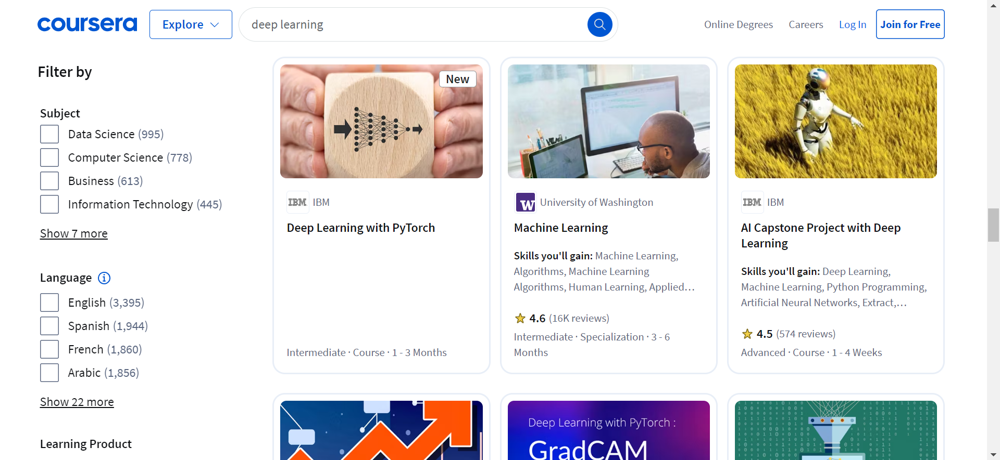 coursera
Explore
deep learning
Online Degrees
Careers
Log In
Join for Free
Filter by
Subject
Data Science (995)
Computer Science (778)
Business (613)
Information Technology (445)
Show 7 more
Language
English (3,395)
Spanish (1,944)
French (1,860)
Arabic (1,856)
Show 22 more
Learning Product
New
IBM IBM
Deep Learning with PyTorch
Intermediate · Course · 1 - 3 Months
W University of Washington
Machine Learning
Skills you'll gain: Machine Learning,
Algorithms, Machine Learning
Algorithms, Human Learning, Applied…
4.6 (16K reviews)
Intermediate · Specialization · 3 - 6
Months
IBM IBM
AI Capstone Project with Deep
Learning
Skills you'll gain: Deep Learning,
Machine Learning, Python Programming,
Artificial Neural Networks, Extract,…
4.5 (574 reviews)
Advanced · Course · 1 - 4 Weeks
Deep Learning with PyTorch :
GradCAM